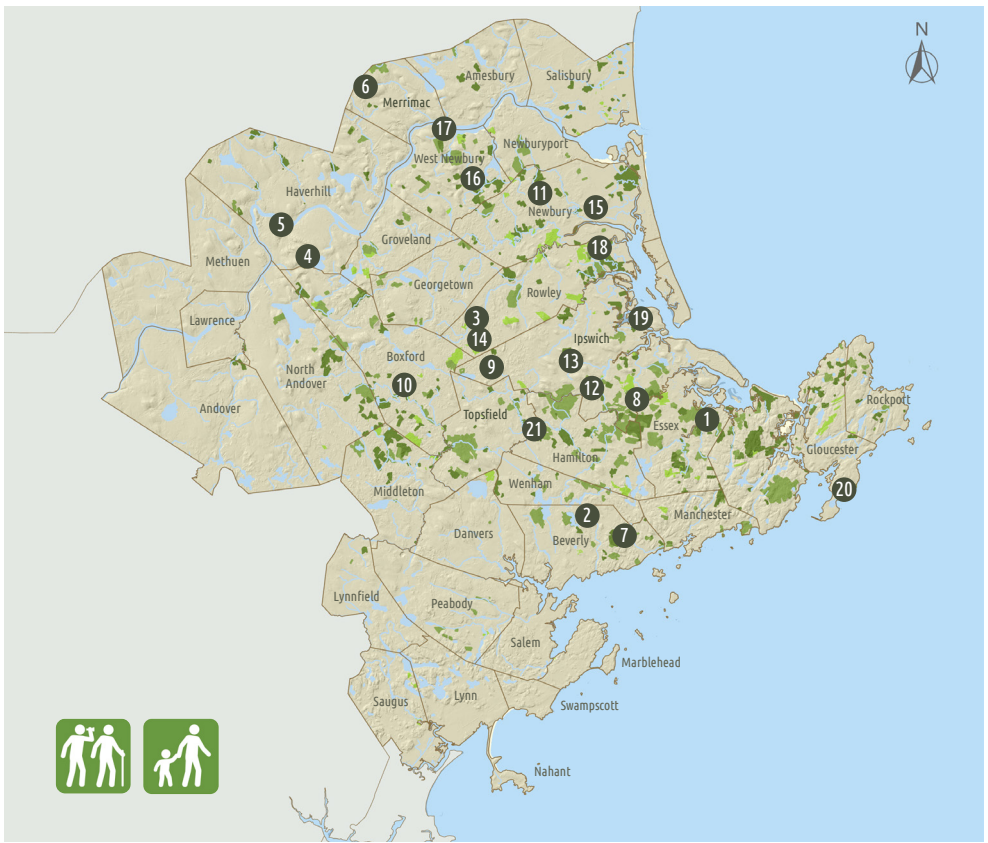 N
Amesbury
Salisbury
6
Merrimac
17
Newburyport
West Newbury
16
11
Haverhill
Newbury
15
5
Groveland
18
4
Methuen
Georgetown
Rowley
Lawrence
3
19
14
Ipswich
Boxford
13
9
North
Andover
10
12
8
Rockport
Andover
Topsfield
1
21
Essex
Gloucester
Hamilton
Wenham
20
Middleton
2
Manchester
Danvers
Beverly
7
Lynnfield
Peabody
Salem
Marblehead
Saugus
Lynn
Swampscott
Nahant